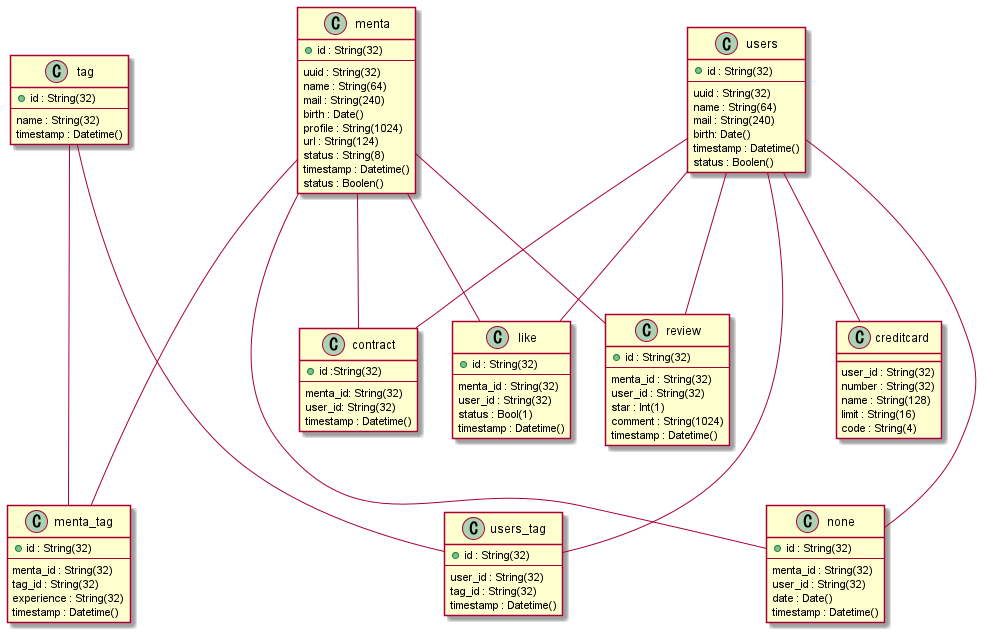 C menta
id : String(32)
uuid : String(32)
name : String(64)
mail : String(240)
birth : Date()
profile : String(1024)
url : String(124)
status : String(8)
timestamp : Datetime()
status : Boolen()
C users
id : String(32)
uuid : String(32)
name : String(64)
mail : String(240)
birth: Date()
timestamp : Datetime()
status : Boolen()
C tag
id : String(32)
name : String(32)
timestamp : Datetime()
C contract
id :String(32)
menta_id: String(32)
user_id: String(32)
timestamp : Datetime()
C like
id : String(32)
menta_id : String(32)
user_id : String(32)
status : Bool(1)
timestamp : Datetime()
C review
id : String(32)
menta_id : String(32)
user_id : String(32)
star : Int(1)
comment : String(1024)
timestamp : Datetime()
C creditcard
user_id : String(32)
number : String(32)
name : String(128)
limit : String(16)
code : String(4)
C menta_tag
id : String(32)
menta_id : String(32)
tag_id : String(32)
experience : String(32)
timestamp : Datetime()
C users_tag
id : String(32)
user_id : String(32)
tag_id : String(32)
timestamp : Datetime()
C none
id : String(32)
menta_id : String(32)
user_id : String(32)
date : Date()
timestamp : Datetime()